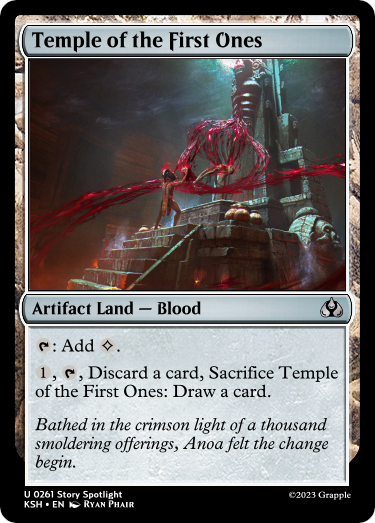 Temple of the First Ones
Artifact Land — Blood
: Add .
1 , , Discard a card, Sacrifice Temple
of the First Ones: Draw a card.
Bathed in the crimson light of a thousand
smoldering offerings, Anoa felt the change
begin.
U 0261 Story Spotlight
KSH • EN Ryan Phair
©2023 Grapple